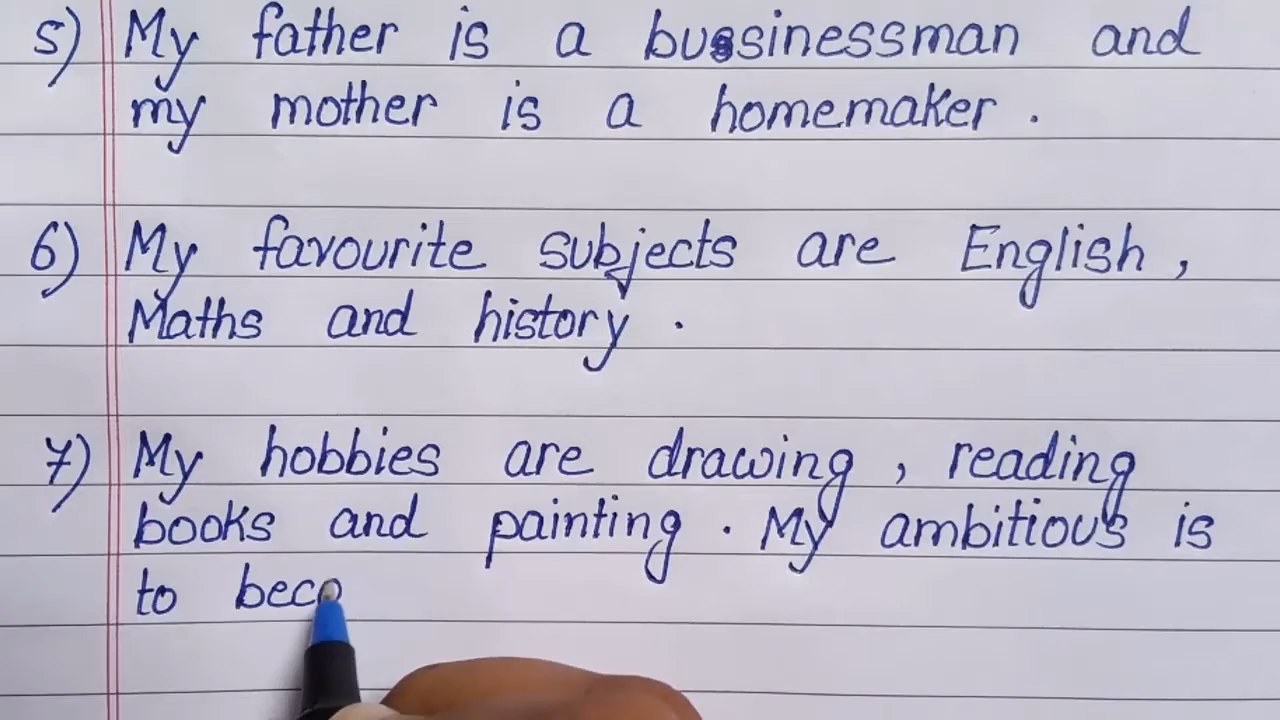 5) My father is a bussinessman and
my mother is a homemaker .
6) My favourite subjects are English ,
Maths and history .
7) My hobbies are drawing , reading
books and painting . My ambitious is
to beco